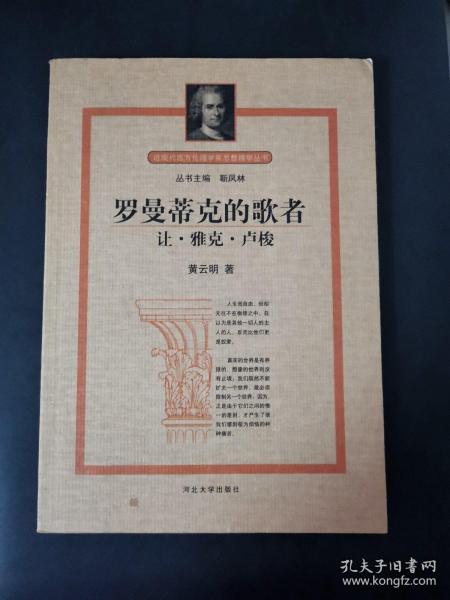 近现代西方伦理学家思想精华丛书
丛书主编 靳凤林
罗曼蒂克的歌者
让·雅克·卢梭
黄云明 著
人生而自由，但却
无往不在枷锁之中。自
以为是其他一切人的主
人的人，反而比他们更
是奴隶。
真实的世界是有界
限的，想像的世界则没
有止境；我们既然不能
扩大一个世界，就必须
限制另一个世界，因为，
正是由于它们之间的惟
一的差别，才产生了使
我们感到极为烦恼的种
种痛苦。
河北大学出版社
孔夫子旧书网
www.kongfz.com